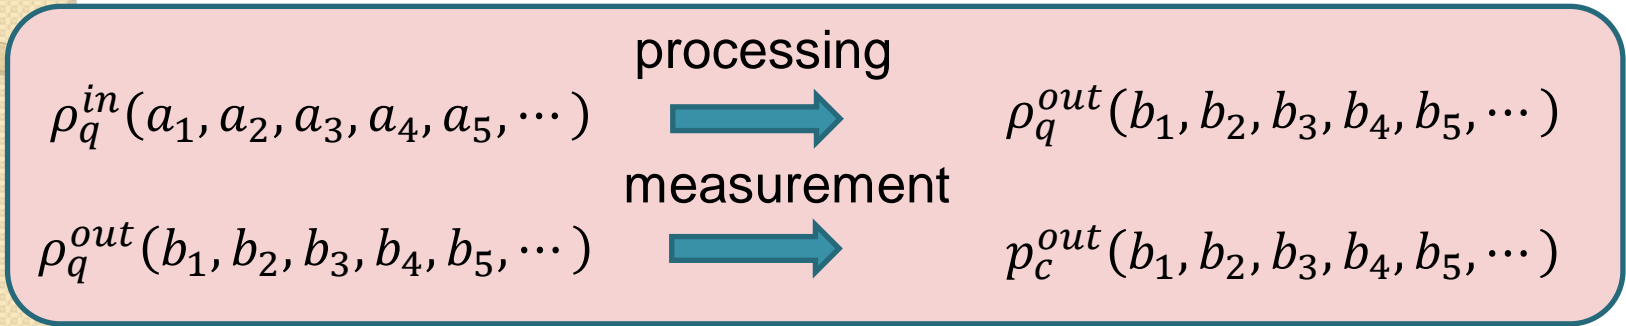 processing
ρ_q^{in}(a_1, a_2, a_3, a_4, a_5, ⋯) ρ_q^{out}(b_1, b_2, b_3, b_4, b_5, ⋯)
measurement
ρ_q^{out}(b_1, b_2, b_3, b_4, b_5, ⋯) p_c^{out}(b_1, b_2, b_3, b_4, b_5, ⋯)